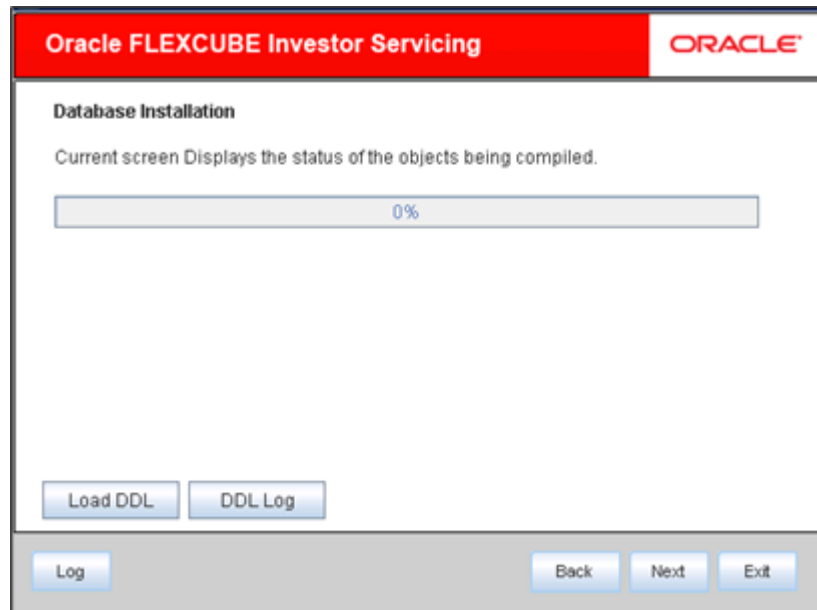 Oracle FLEXCUBE Investor Servicing
ORACLE
Database Installation
Current screen Displays the status of the objects being compiled.
0%
Load DDL
DDL Log
Log
Back
Next
Exit